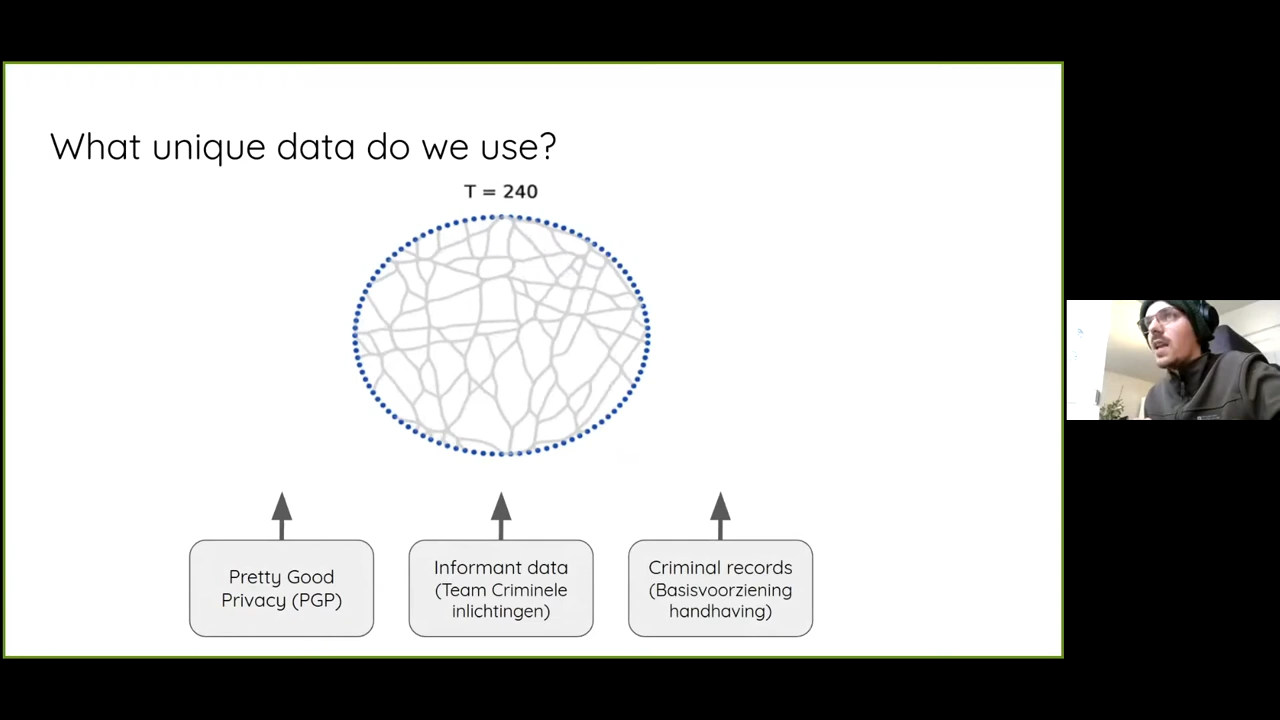 What unique data do we use?
T = 240
Pretty Good
Privacy (PGP)
Informant data
(Team Criminele
inlichtingen)
Criminal records
(Basisvoorziening
handhaving)